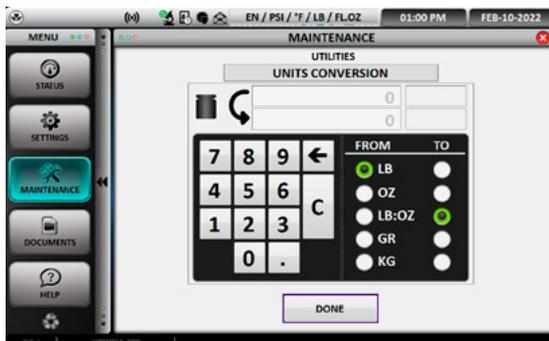 EN / PSI / °F / LB / FL.OZ 01:00 PM FEB-10-2022
MENU
MAINTENANCE
UTILITIES
UNITS CONVERSION
STATUS
SETTINGS
MAINTENANCE
DOCUMENTS
HELP
0
0
7 8 9
4 5 6 C
1 2 3
0 .
FROM TO
LB
OZ
LB:OZ
GR
KG
DONE